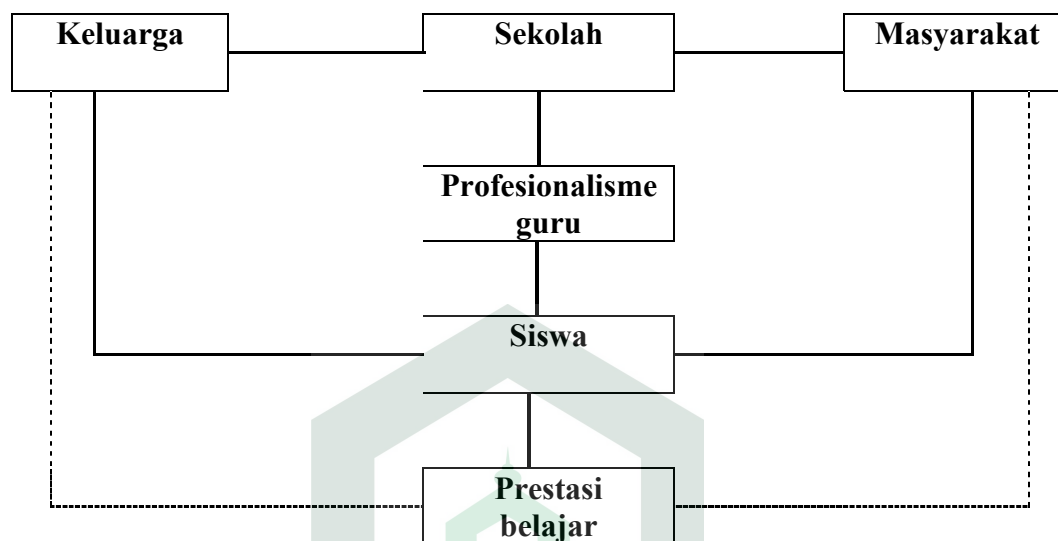 Keluarga
Sekolah
Masyarakat
Profesionalisme
guru
Siswa
Prestasi
belajar